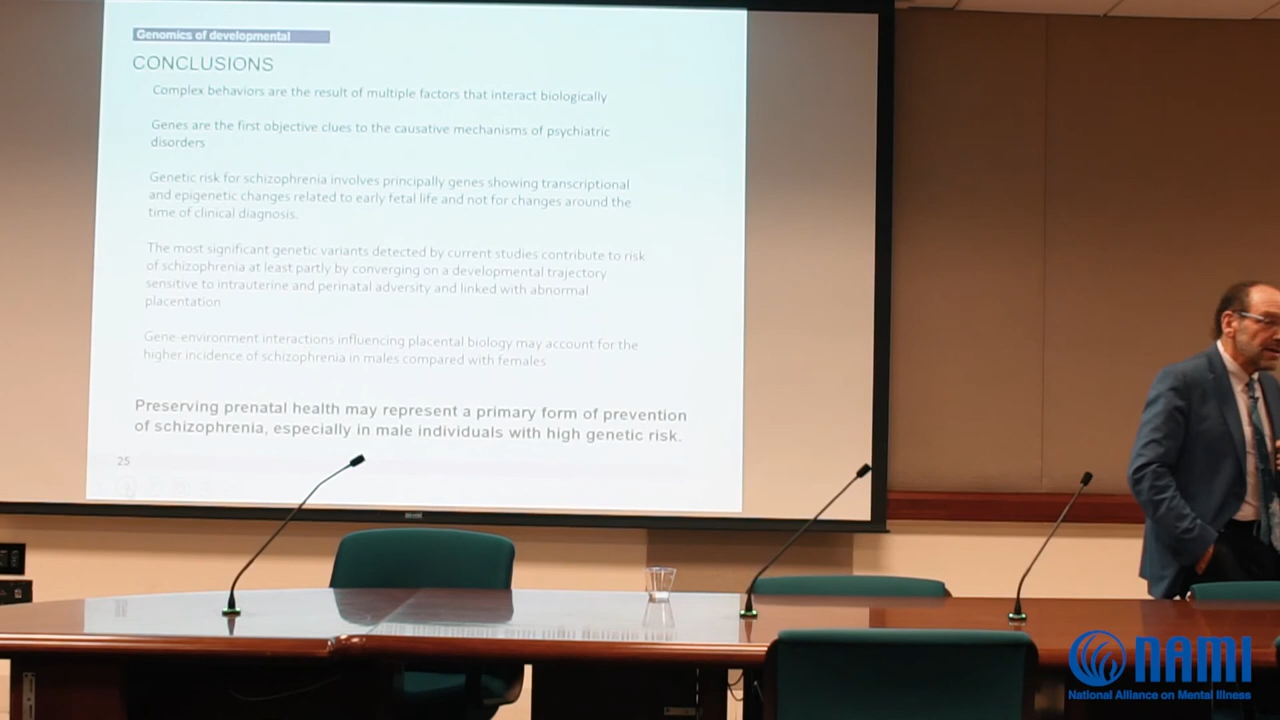 Genomics of developmental
CONCLUSIONS
Complex behaviors are the result of multiple factors that interact biologically
Genes are the first objective clues to the causative mechanisms of psychiatric
disorders
Genetic risk for schizophrenia involves principally genes showing transcriptional
and epigenetic changes related to early fetal life and not for changes around the
time of clinical diagnosis.
The most significant genetic variants detected by current studies contribute to risk
of schizophrenia at least partly by converging on a developmental trajectory
sensitive to intrauterine and perinatal adversity and linked with abnormal
placentation
Gene-environment interactions influencing placental biology may account for the
higher incidence of schizophrenia in males compared with females
Preserving prenatal health may represent a primary form of prevention
of schizophrenia, especially in male individuals with high genetic risk.
25
NAMI
National Alliance on Mental Illness